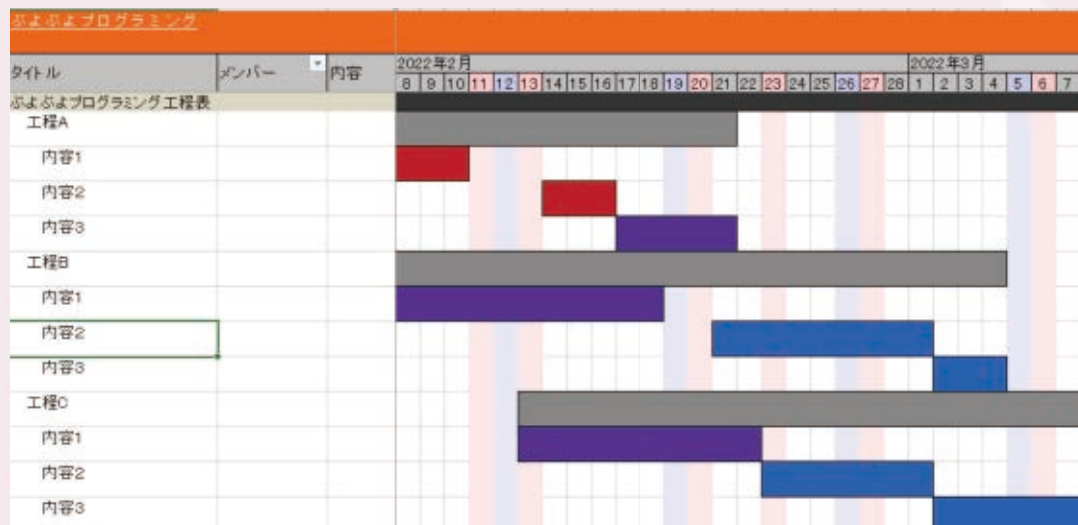 ぷよぷよプログラミング
タイトル メンバー 内容 2022年2月 2022年3月
8 9 10 11 12 13 14 15 16 17 18 19 20 21 22 23 24 25 26 27 28 1 2 3 4 5 6 7
ぷよぷよプログラミング工程表
工程A
内容1
内容2
内容3
工程B
内容1
内容2
内容3
工程C
内容1
内容2
内容3